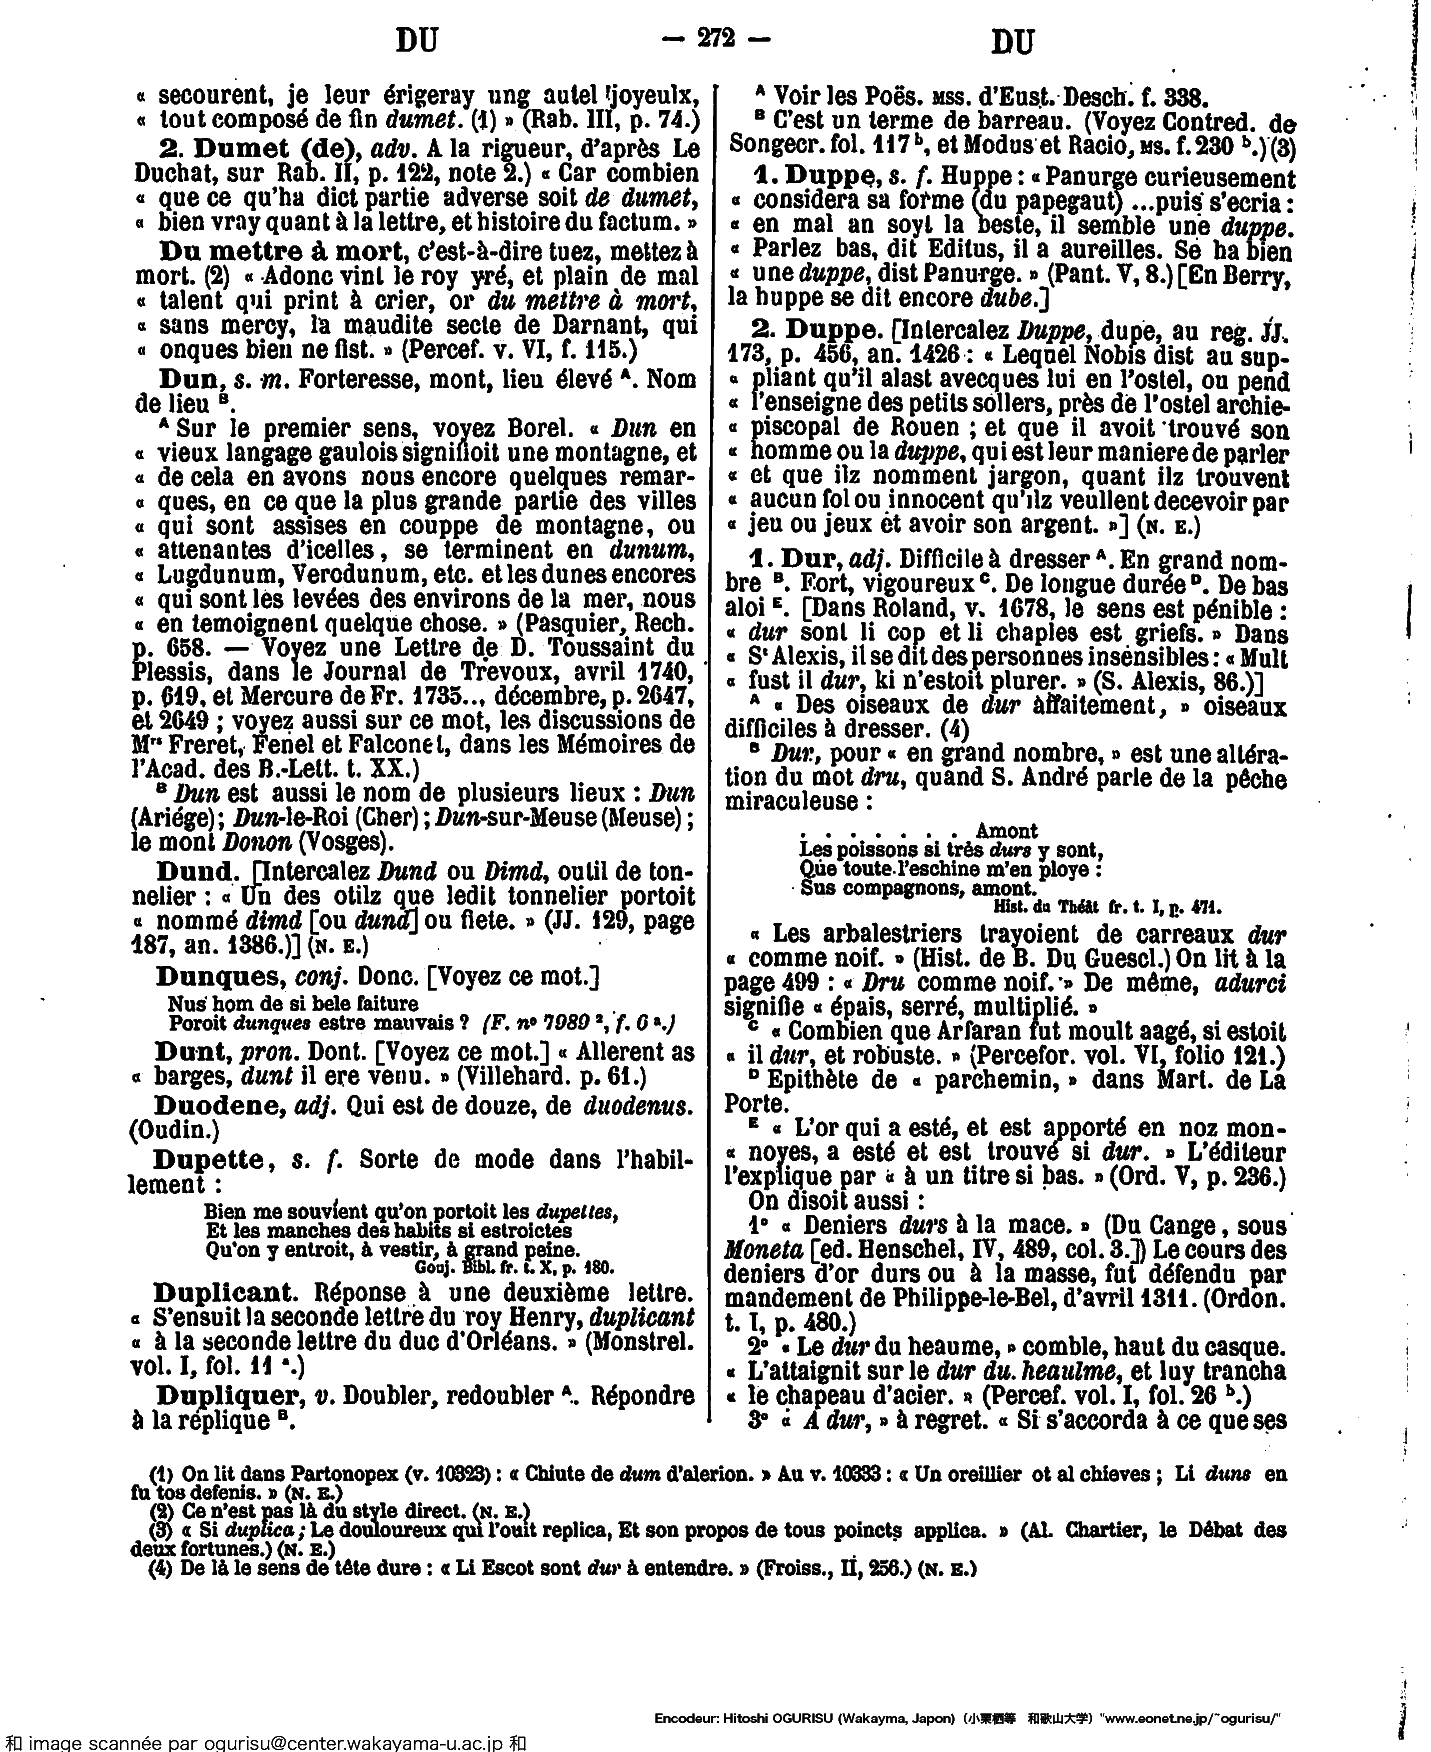 DU — 272 — DU
« secourent, je leur érigeray ung autel joyeulx,
« tout composé de fin dumet. (1) » (Rab. III, p. 74.)
2. Dumet (de), adv. A la rigueur, d'après Le
Duchat, sur Rab. II, p. 122, note 2.) « Car combien
« que ce qu'ha dict partie adverse soit de dumet,
« bien vray quant à la lettre, et histoire du factum. »
Du mettre à mort, c'est-à-dire tuez, mettez à
mort. (2) « Adonc vint le roy yré, et plain de mal
« talent qui print à crier, or du mettre à mort,
« sans mercy, la maudite secte de Darnant, qui
« onques bien ne fist. » (Percef. v. VI, f. 115.)
Dun, s. m. Forteresse, mont, lieu élevé A. Nom
de lieu B.
A Sur le premier sens, voyez Borel. « Dun en
« vieux langage gaulois signifioit une montagne, et
« de cela en avons nous encore quelques remar-
« ques, en ce que la plus grande partie des villes
« qui sont assises en couppe de montagne, ou
« attenantes d'icelles, se terminent en dunum,
« Lugdunum, Verodunum, etc. et les dunes encores
« qui sont les levées des environs de la mer, nous
« en temoignent quelque chose. » (Pasquier, Rech.
p. 658. — Voyez une Lettre de D. Toussaint du
Plessis, dans le Journal de Trevoux, avril 1740,
p. 619, et Mercure de Fr. 1735.., décembre, p. 2647,
et 2649 ; voyez aussi sur ce mot, les discussions de
Mrs Freret, Fenel et Falconet, dans les Mémoires de
l'Acad. des B.-Lett. t. XX.)
B Dun est aussi le nom de plusieurs lieux : Dun
(Ariége) ; Dun-le-Roi (Cher) ; Dun-sur-Meuse (Meuse) ;
le mont Donon (Vosges).
Dund. [Intercalez Dund ou Dimd, outil de ton-
nelier : « Un des otilz que ledit tonnelier portoit
« nommé dimd [ou dund] ou flete. » (JJ. 129, page
187, an. 1386.)] (N. E.)
Dunques, conj. Donc. [Voyez ce mot.]
Nus hom de si bele faiture
Poroit dunques estre mauvais ? (F. no 7989 2, f. 6 a.)
Dunt, pron. Dont. [Voyez ce mot.] « Allerent as
« barges, dunt il ere venu. » (Villehard. p. 61.)
Duodene, adj. Qui est de douze, de duodenus.
(Oudin.)
Dupette, s. f. Sorte de mode dans l'habil-
lement :
Bien me souvient qu'on portoit les dupettes,
Et les manches des habits si estroictes
Qu'on y entroit, à vestir, à grand peine.
Gouj. Bibl. fr. t. X, p. 180.
Duplicant. Réponse à une deuxième lettre.
« S'ensuit la seconde lettre du roy Henry, duplicant
« à la seconde lettre du duc d'Orléans. » (Monstrel.
vol. I, fol. 11 a.)
Dupliquer, v. Doubler, redoubler A. Répondre
à la réplique B.
A Voir les Poës. MSS. d'Eust. Desch. f. 338.
B C'est un terme de barreau. (Voyez Contred. de
Songecr. fol. 117 b, et Modus et Racio, MS. f. 230 b.) (3)
1. Duppe, s. f. Huppe : « Panurge curieusement
« considera sa forme (du papegaut) ...puis s'ecria :
« en mal an soyt la beste, il semble une duppe.
« Parlez bas, dit Editus, il a aureilles. Se ha bien
« une duppe, dist Panurge. » (Pant. V, 8.) [En Berry,
la huppe se dit encore dube.]
2. Duppe. [Intercalez Duppe, dupe, au reg. JJ.
173, p. 456, an. 1426 : « Lequel Nobis dist au sup-
« pliant qu'il alast avecques lui en l'ostel, ou pend
« l'enseigne des petits sollers, près de l'ostel archie-
« piscopal de Rouen ; et que il avoit trouvé son
« homme ou la duppe, qui est leur maniere de parler
« et que ilz nomment jargon, quant ilz trouvent
« aucun fol ou innocent qu'ilz veullent decevoir par
« jeu ou jeux et avoir son argent. »] (N. E.)
1. Dur, adj. Difficile à dresser A. En grand nom-
bre B. Fort, vigoureux C. De longue durée D. De bas
aloi E. [Dans Roland, v. 1678, le sens est pénible :
« dur sont li cop et li chaples est griefs. » Dans
« St Alexis, il se dit des personnes insensibles : « Mult
« fust il dur, ki n'estoit plurer. » (S. Alexis, 86.)]
A « Des oiseaux de dur affaitement, » oiseaux
difficiles à dresser. (4)
B Dur, pour « en grand nombre, » est une altéra-
tion du mot dru, quand S. André parle de la pêche
miraculeuse :
. . . . . . . Amont
Les poissons si très durs y sont,
Que toute l'eschine m'en ploye :
Sus compagnons, amont.
Hist. du Théât fr. t. I, p. 471.
« Les arbalestriers trayoient de carreaux dur
« comme noif. » (Hist. de B. Du Guescl.) On lit à la
page 499 : « Dru comme noif. » De même, adurci
signifie « épais, serré, multiplié. »
C « Combien que Arfaran fut moult aagé, si estoit
« il dur, et robuste. » (Percefor. vol. VI, folio 121.)
D Epithète de « parchemin, » dans Mart. de La
Porte.
E « L'or qui a esté, et est apporté en noz mon-
« noyes, a esté et est trouvé si dur. » L'éditeur
l'explique par « à un titre si bas. » (Ord. V, p. 236.)
On disoit aussi :
1° « Deniers durs à la mace. » (Du Cange, sous
Moneta [ed. Henschel, IV, 489, col. 3.]) Le cours des
deniers d'or durs ou à la masse, fut défendu par
mandement de Philippe-le-Bel, d'avril 1311. (Ordon.
t. I, p. 480.)
2° « Le dur du heaume, » comble, haut du casque.
« L'attaignit sur le dur du heaulme, et luy trancha
« le chapeau d'acier. » (Percef. vol. I, fol. 26 b.)
3° « A dur, » à regret. « Si s'accorda à ce que ses
(1) On lit dans Partonopex (v. 10323) : « Chiute de dum d'alerion. » Au v. 10333 : « Un oreillier ot al chieves ; Li duns en
fu tos defenis. » (N. E.)
(2) Ce n'est pas là du style direct. (N. E.)
(3) « Si duplica ; Le douloureux qui l'ouit replica, Et son propos de tous poincts applica. » (Al. Chartier, le Débat des
deux fortunes.) (N. E.)
(4) De là le sens de tête dure : « Li Escot sont dur à entendre. » (Froiss., II, 256.) (N. E.)
Encodeur: Hitoshi OGURISU (Wakayma, Japon) (小栗栖等 和歌山大学) "www.eonet.ne.jp/~ogurisu/"
和 image scannée par ogurisu@center.wakayama-u.ac.jp 和